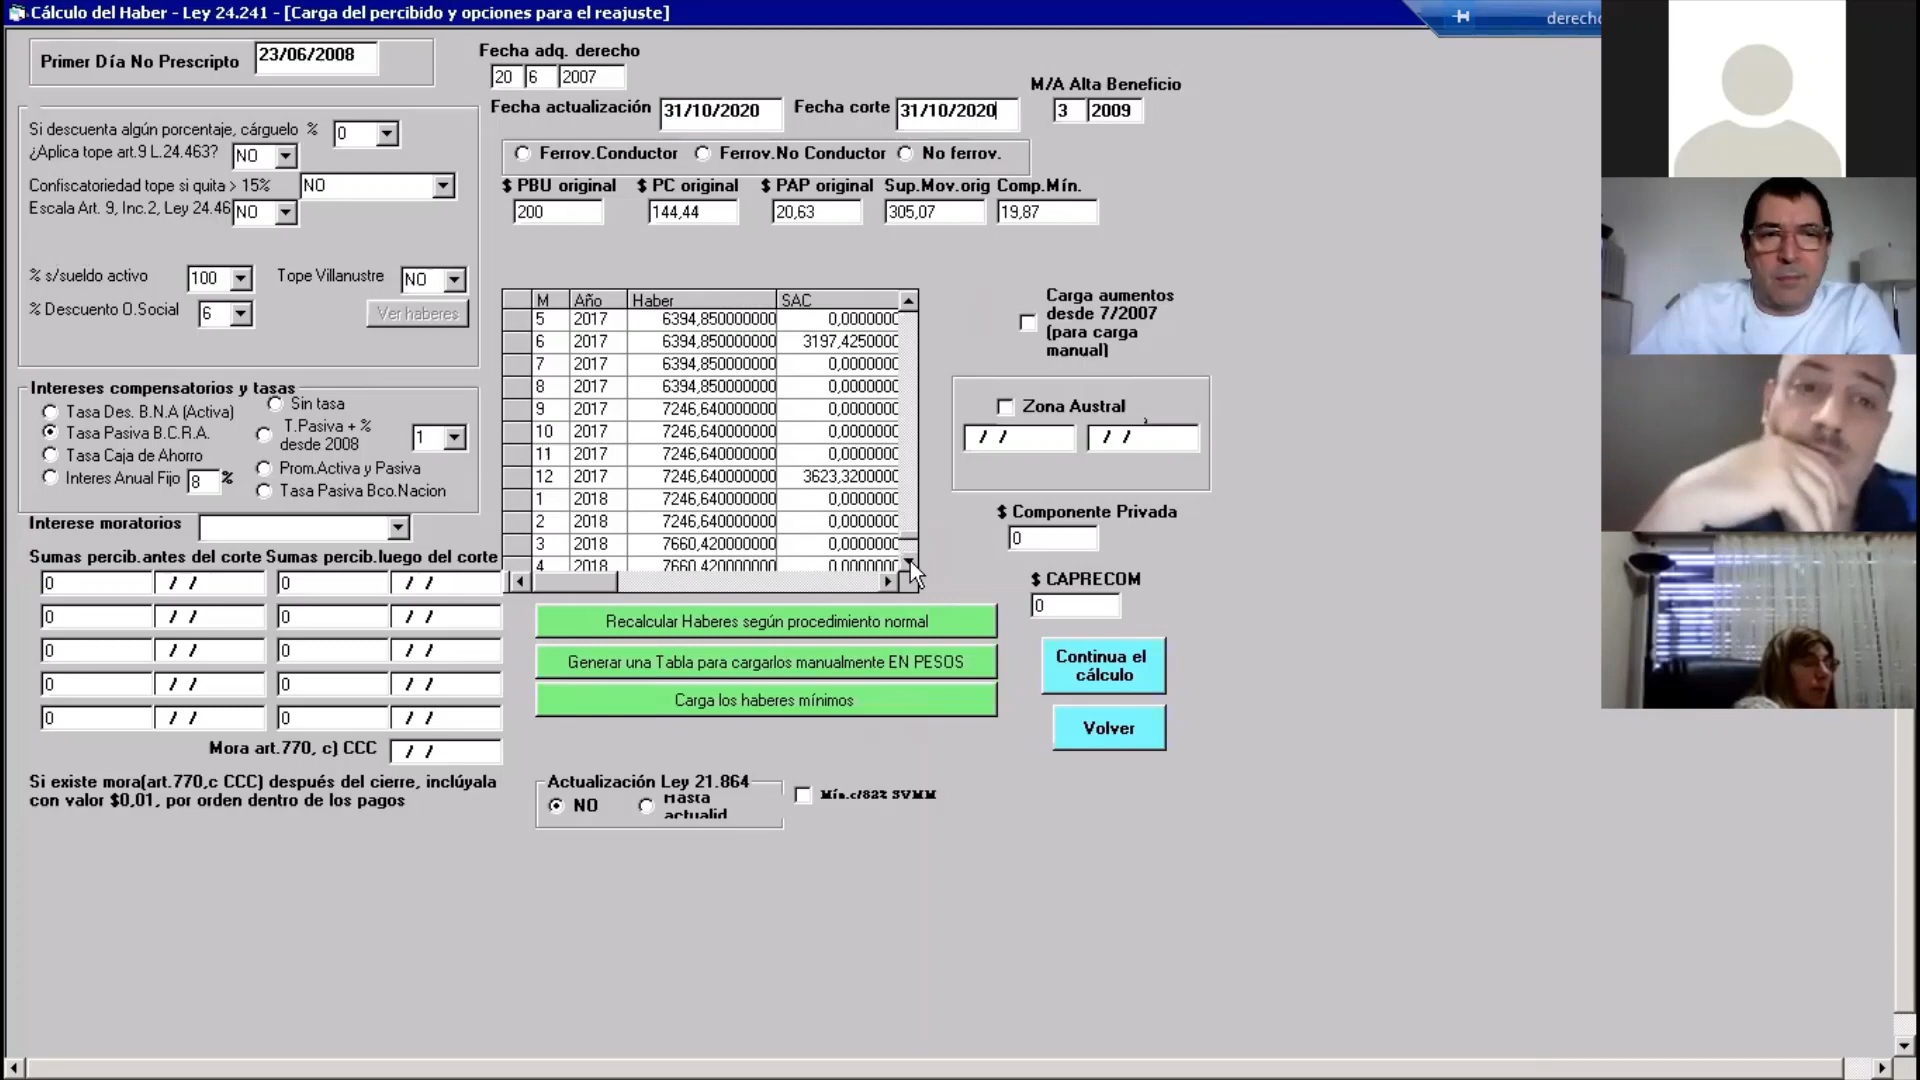 Cálculo del Haber - Ley 24.241 - [Carga del percibido y opciones para el reajuste]
derecho
Primer Día No Prescripto 23/06/2008
Fecha adq. derecho
20 6 2007
M/A Alta Beneficio
Fecha actualización 31/10/2020 Fecha corte 31/10/2020 3 2009
Si descuenta algún porcentaje, cárguelo % 0
¿Aplica tope art.9 L.24.463? NO
Confiscatoriedad tope si quita > 15% NO
Escala Art. 9, Inc.2, Ley 24.46 NO
% s/sueldo activo 100 Tope Villanustre NO
% Descuento O.Social 6 Ver haberes
Ferrov.Conductor Ferrov.No Conductor No ferrov.
$ PBU original $ PC original $ PAP original Sup.Mov.orig Comp.Mín.
200 144,44 20,63 305,07 19,87
M Año Haber SAC
5 2017 6394,850000000 0,0000000
6 2017 6394,850000000 3197,4250000
7 2017 6394,850000000 0,0000000
8 2017 6394,850000000 0,0000000
9 2017 7246,640000000 0,0000000
10 2017 7246,640000000 0,0000000
11 2017 7246,640000000 0,0000000
12 2017 7246,640000000 3623,3200000
1 2018 7246,640000000 0,0000000
2 2018 7246,640000000 0,0000000
3 2018 7660,420000000 0,0000000
4 2018 7660,420000000 0,0000000
Carga aumentos
desde 7/2007
(para carga
manual)
Zona Austral
/ / / /
$ Componente Privada
0
$ CAPRECOM
0
Intereses compensatorios y tasas
Tasa Des. B.N.A (Activa) Sin tasa
Tasa Pasiva B.C.R.A. T.Pasiva + %
desde 2008 1
Tasa Caja de Ahorro Prom.Activa y Pasiva
Interes Anual Fijo 8 % Tasa Pasiva Bco.Nacion
Interese moratorios
Sumas percib.antes del corte Sumas percib.luego del corte
0 / / 0 / /
0 / / 0 / /
0 / / 0 / /
0 / / 0 / /
0 / / 0 / /
Mora art.770, c) CCC / /
Si existe mora(art.770,c CCC) después del cierre, inclúyala
con valor $0,01, por orden dentro de los pagos
Recalcular Haberes según procedimiento normal
Generar una Tabla para cargarlos manualmente EN PESOS
Carga los haberes mínimos
Continua el
cálculo
Volver
Actualización Ley 21.864
NO Hasta
actualid
Mín.c/82% SVMM